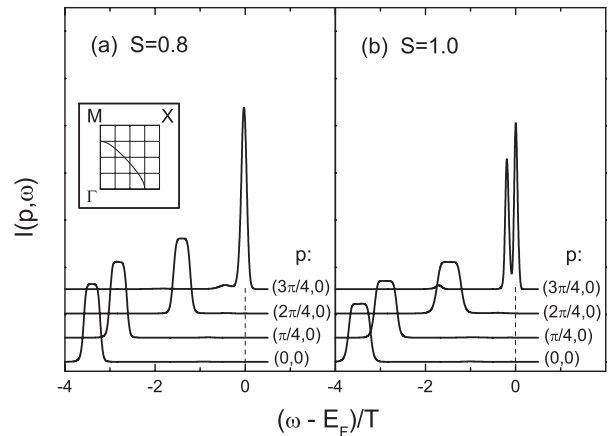 (a) S=0.8
(b) S=1.0
M X
Γ
I(p,ω)
p:
(3π/4,0)
(2π/4,0)
(π/4,0)
(0,0)
p:
(3π/4,0)
(2π/4,0)
(π/4,0)
(0,0)
-4 -2 0 -4 -2 0
(ω - E_F)/T